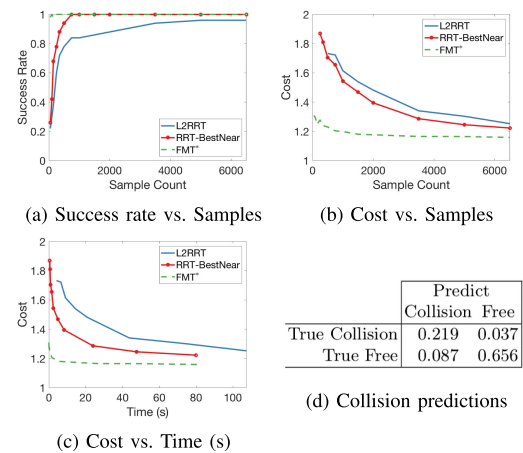 1
0.8
0.6
0.4
0.2
0
Success Rate
0 2000 4000 6000
Sample Count
L2RRT
RRT-BestNear
FMT*
(a) Success rate vs. Samples
2
1.8
1.6
1.4
1.2
1
Cost
0 2000 4000 6000
Sample Count
L2RRT
RRT-BestNear
FMT*
(b) Cost vs. Samples
2
1.8
1.6
1.4
1.2
1
Cost
0 20 40 60 80 100
Time (s)
L2RRT
RRT-BestNear
FMT*
(c) Cost vs. Time (s)
Predict
Collision Free
True Collision 0.219 0.037
True Free 0.087 0.656
(d) Collision predictions